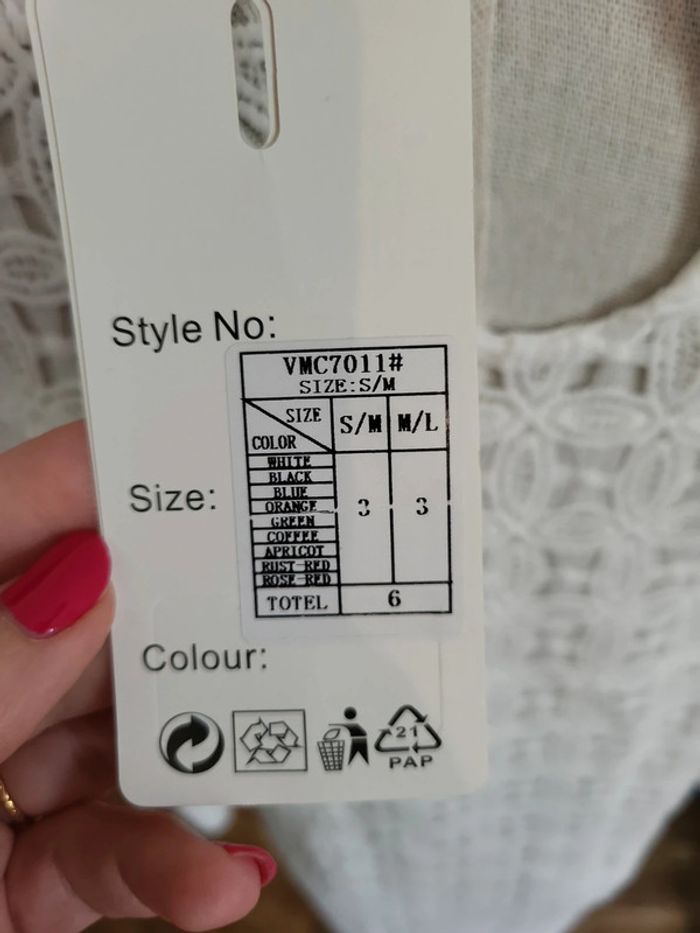 Style No:
VMC7011#
SIZE:S/M
SIZE
COLOR
S/M M/L
WHITE
BLACK
BLUE
ORANGE
GREEN
COFFEE
APRICOT
RUST RED
ROSE RED
3 3
TOTEL 6
Size:
Colour:
21
PAP